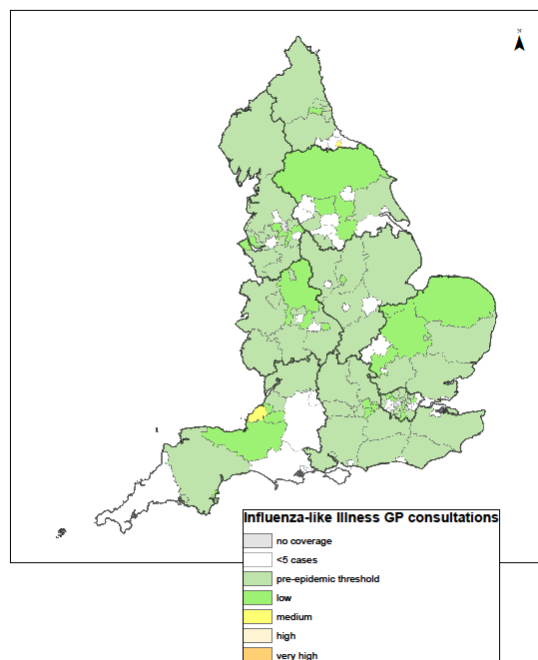 N
Influenza-like Illness GP consultations
no coverage
<5 cases
pre-epidemic threshold
low
medium
high
very high